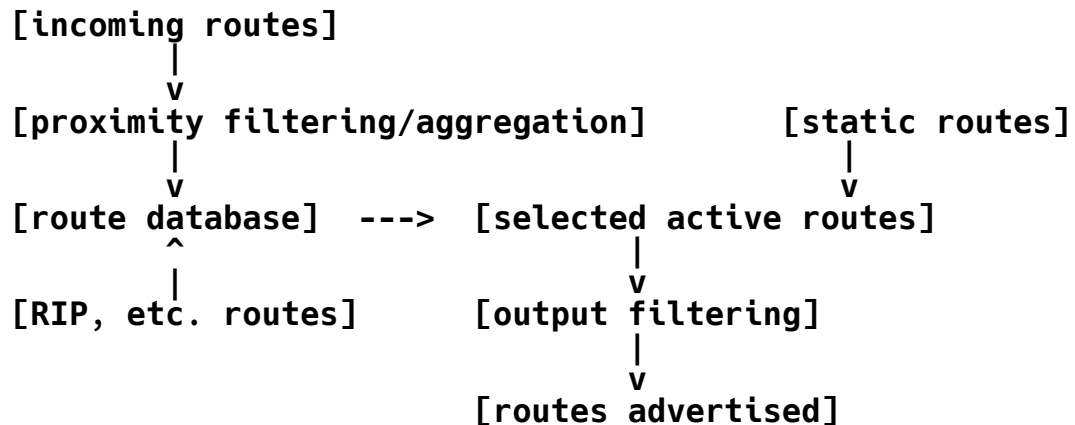 [incoming routes]
|
v
[proximity filtering/aggregation] [static routes]
| |
v v
[route database] ---> [selected active routes]
^ |
| v
[RIP, etc. routes] [output filtering]
|
v
[routes advertised]